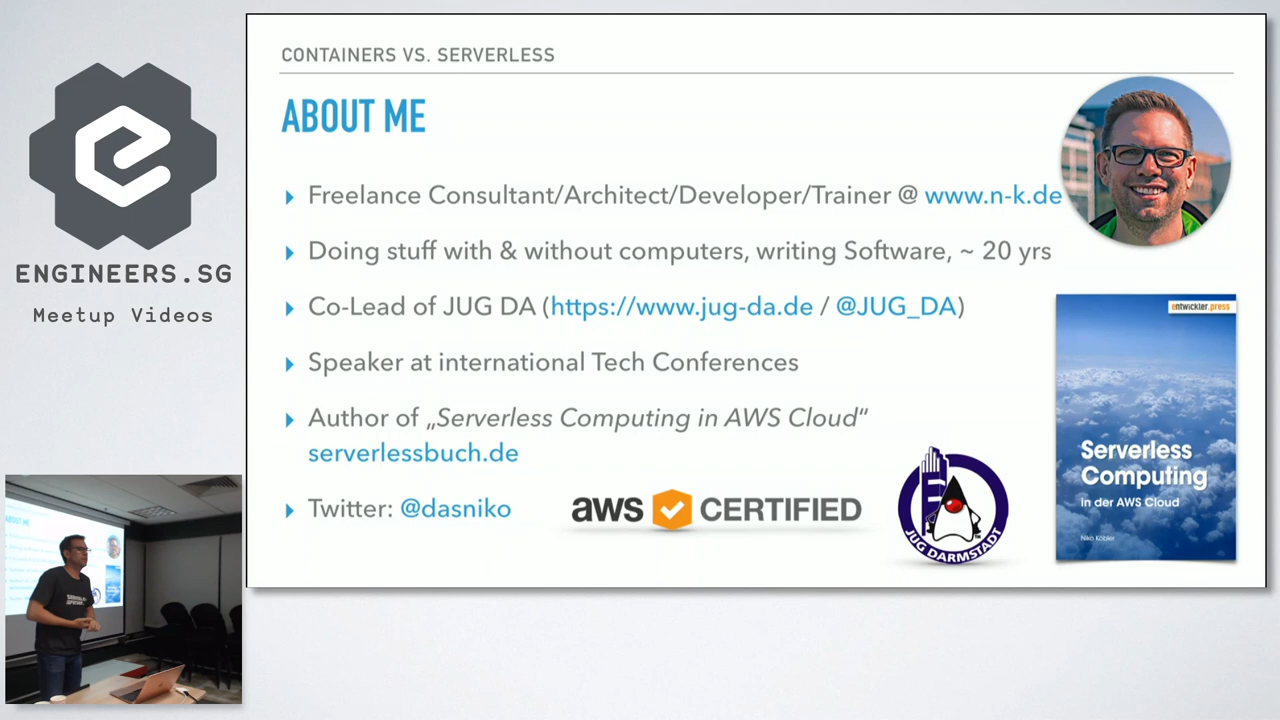 ENGINEERS.SG
Meetup Videos
CONTAINERS VS. SERVERLESS
ABOUT ME
Freelance Consultant/Architect/Developer/Trainer @ www.n-k.de
Doing stuff with & without computers, writing Software, ~ 20 yrs
Co-Lead of JUG DA (https://www.jug-da.de / @JUG_DA)
Speaker at international Tech Conferences
Author of „Serverless Computing in AWS Cloud“
serverlessbuch.de
Twitter: @dasniko
aws CERTIFIED
JUG DARMSTADT
entwickler.press
Serverless
Computing
in der AWS Cloud
Niko Köbler
ABOUT ME